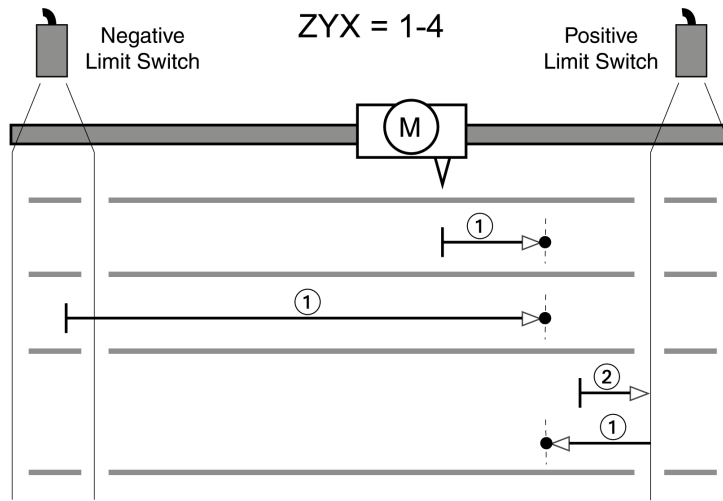 ZYX = 1-4
Negative
Limit Switch
Positive
Limit Switch
M
1
1
2
1